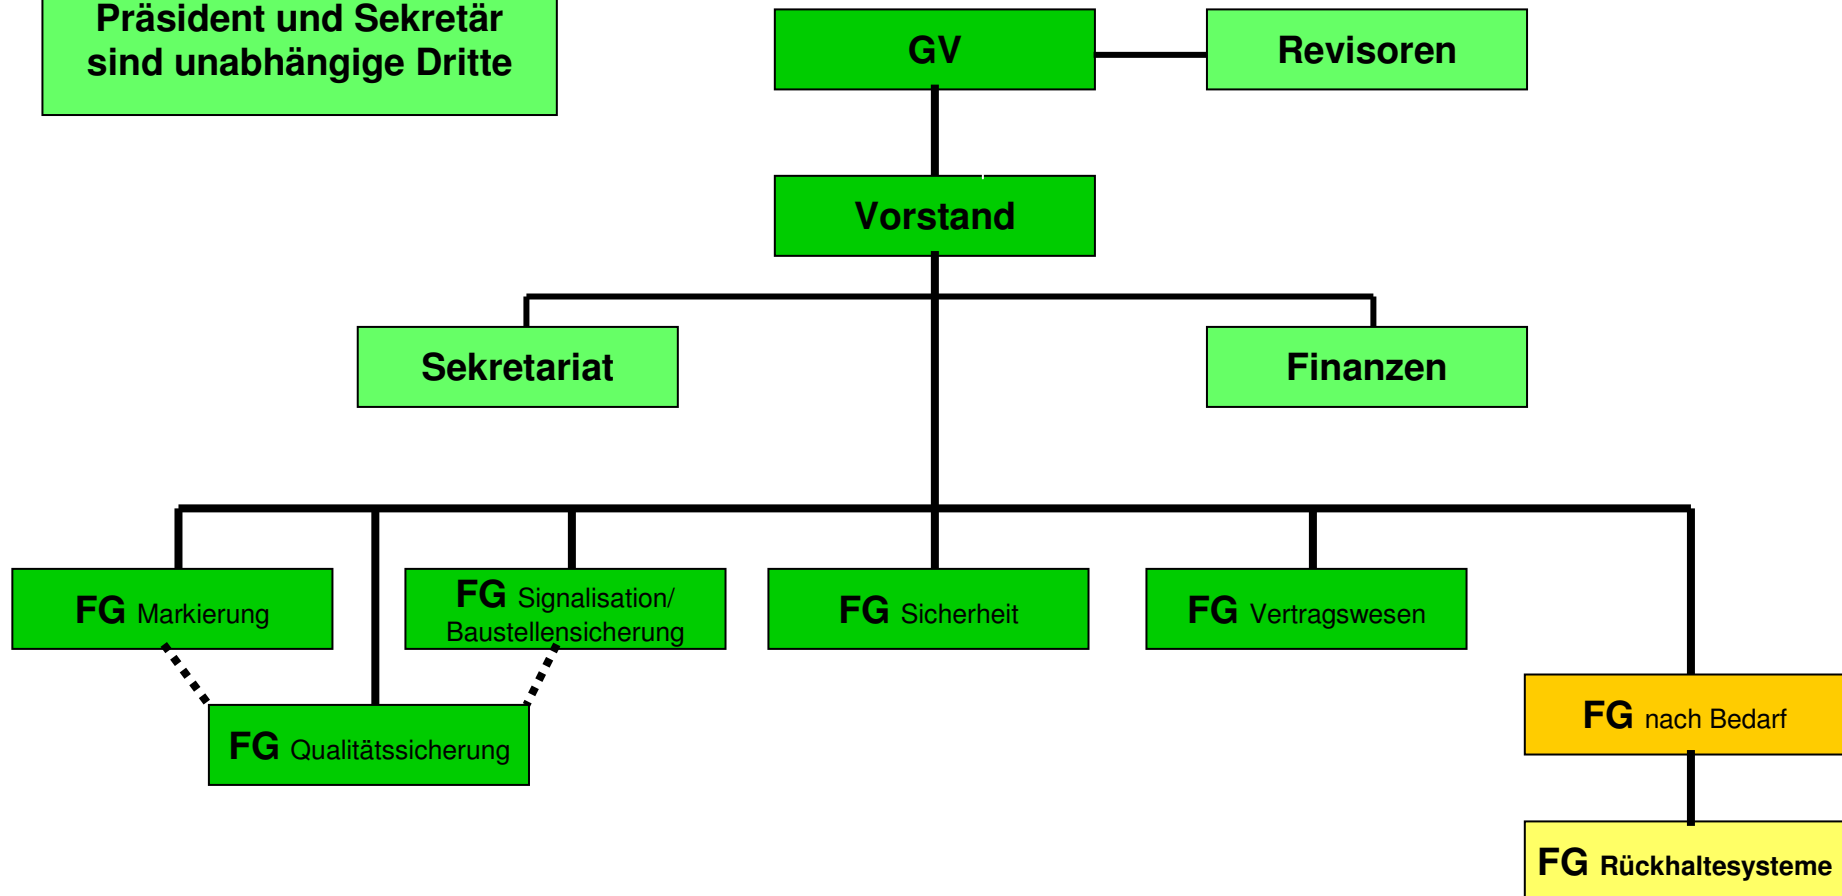 Präsident und Sekretär
sind unabhängige Dritte
GV
Revisoren
Vorstand
Sekretariat
Finanzen
FG Markierung
FG Signalisation/
Baustellensicherung
FG Sicherheit
FG Vertragswesen
FG Qualitätssicherung
FG nach Bedarf
FG Rückhaltesysteme